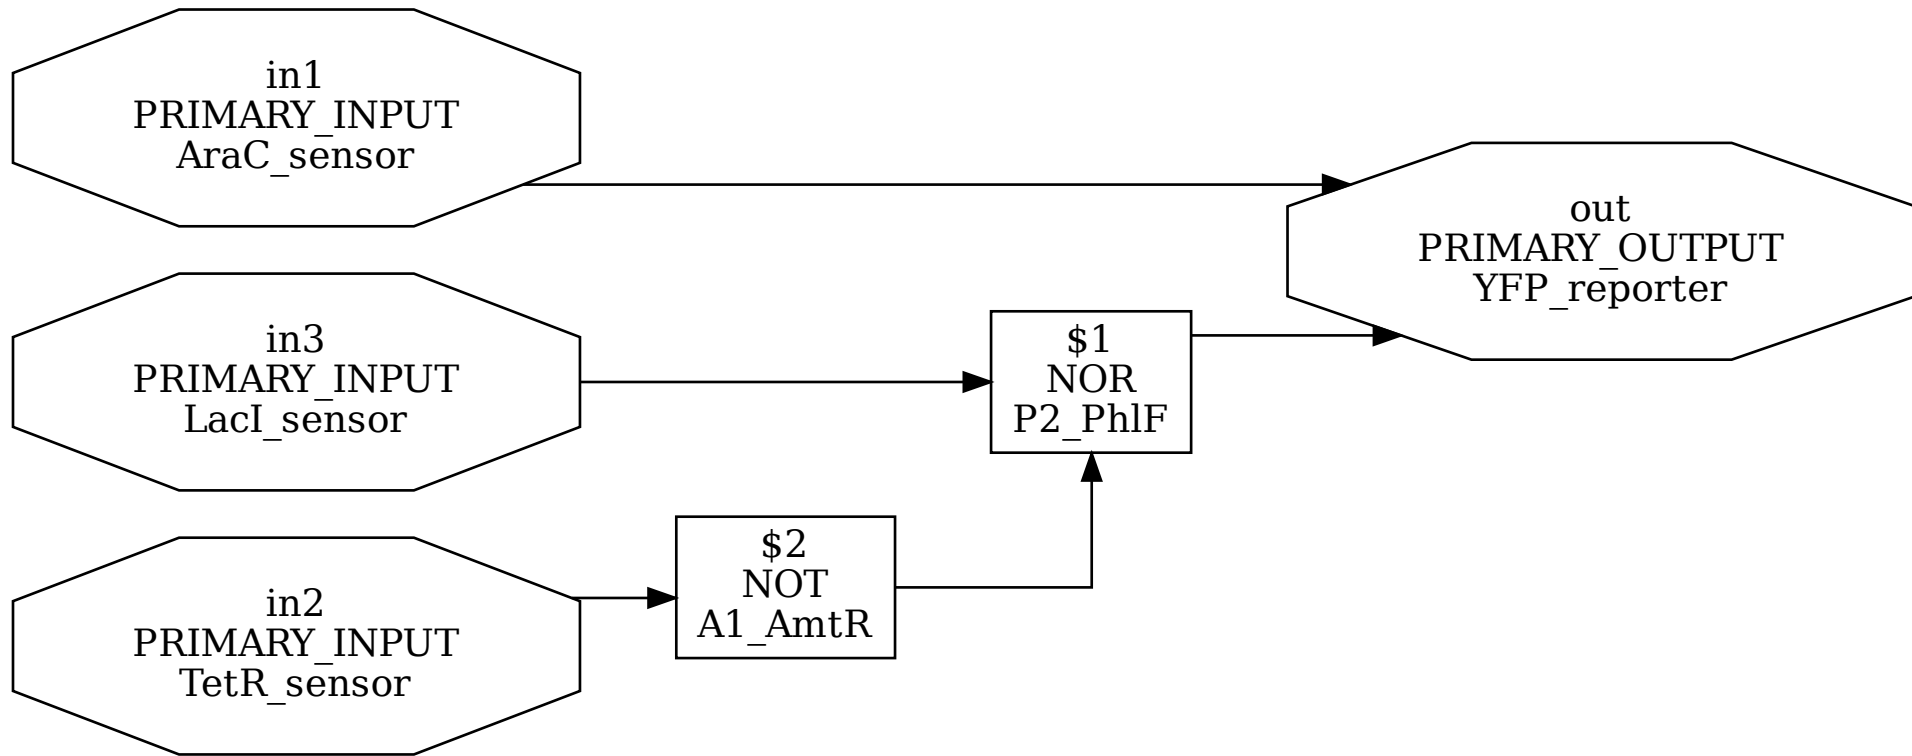 in1
PRIMARY_INPUT
AraC_sensor
out
PRIMARY_OUTPUT
YFP_reporter
in3
PRIMARY_INPUT
LacI_sensor
$1
NOR
P2_PhlF
$2
NOT
A1_AmtR
in2
PRIMARY_INPUT
TetR_sensor